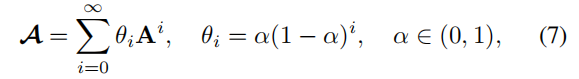 𝓐 = ∑_{i=0}^{∞} θ_i 𝐀^i, θ_i = α(1 − α)^i, α ∈ (0, 1), (7)